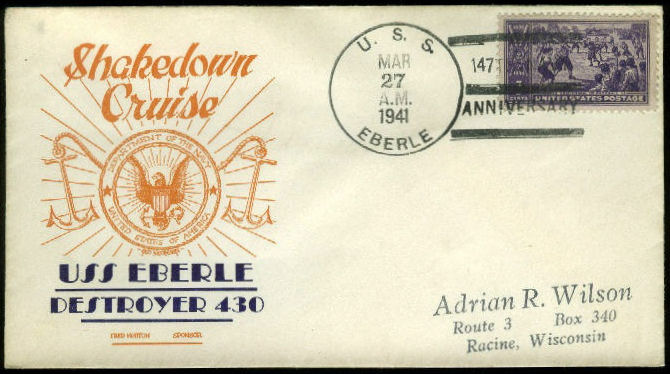 Shakedown
Cruise
DEPARTMENT OF THE NAVY
UNITED STATES OF AMERICA
USS EBERLE
DESTROYER 430
SPONSOR
U. S. S.
MAR
27
A.M.
1941
EBERLE
147
ANNIVERSARY
UNITED STATES POSTAGE
Adrian R. Wilson
Route 3 Box 340
Racine, Wisconsin